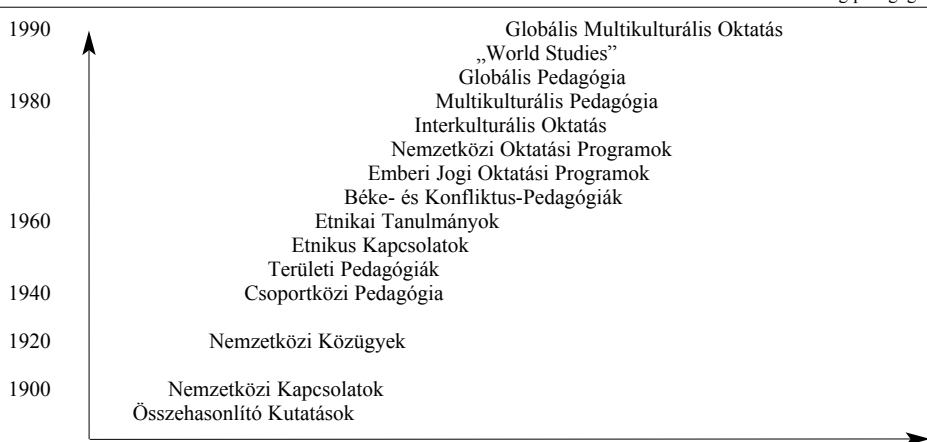 1990 Globális Multikulturális Oktatás
„World Studies”
Globális Pedagógia
1980 Multikulturális Pedagógia
Interkulturális Oktatás
Nemzetközi Oktatási Programok
Emberi Jogi Oktatási Programok
Béke- és Konfliktus-Pedagógiák
1960 Etnikai Tanulmányok
Etnikus Kapcsolatok
Területi Pedagógiák
1940 Csoportközi Pedagógia
1920 Nemzetközi Közügyek
1900 Nemzetközi Kapcsolatok
Összehasonlító Kutatások